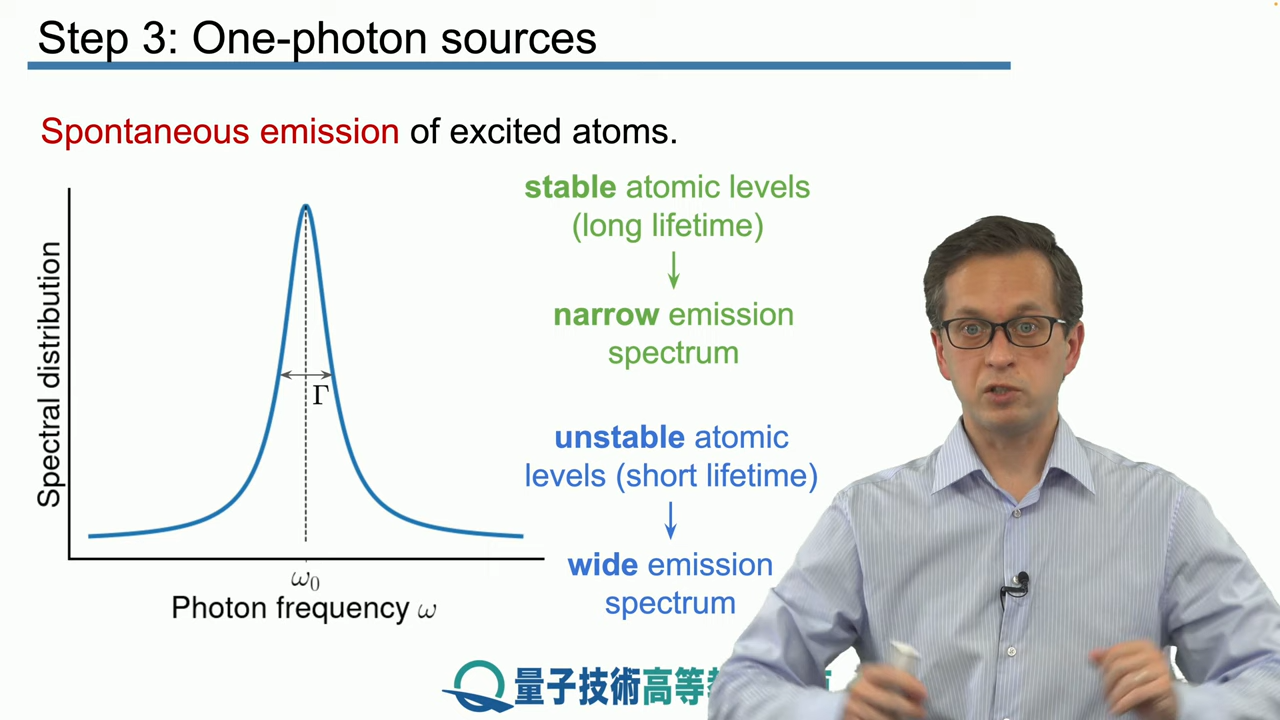 Step 3: One-photon sources
Spontaneous emission of excited atoms.
stable atomic levels
(long lifetime)
narrow emission
spectrum
unstable atomic
levels (short lifetime)
wide emission
spectrum
Spectral distribution
Γ
ω₀
Photon frequency ω
量子技術高等